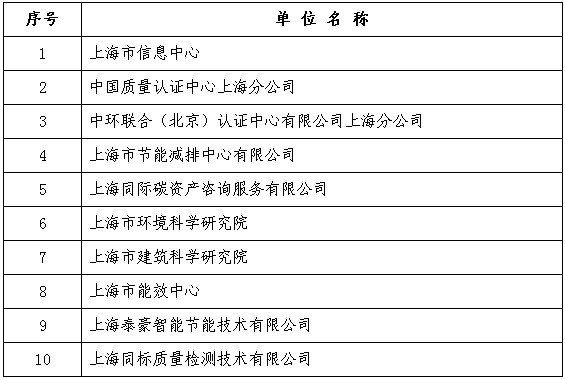 序号 单 位 名 称
1 上海市信息中心
2 中国质量认证中心上海分公司
3 中环联合（北京）认证中心有限公司上海分公司
4 上海市节能减排中心有限公司
5 上海同际碳资产咨询服务有限公司
6 上海市环境科学研究院
7 上海市建筑科学研究院
8 上海市能效中心
9 上海泰豪智能节能技术有限公司
10 上海同标质量检测技术有限公司